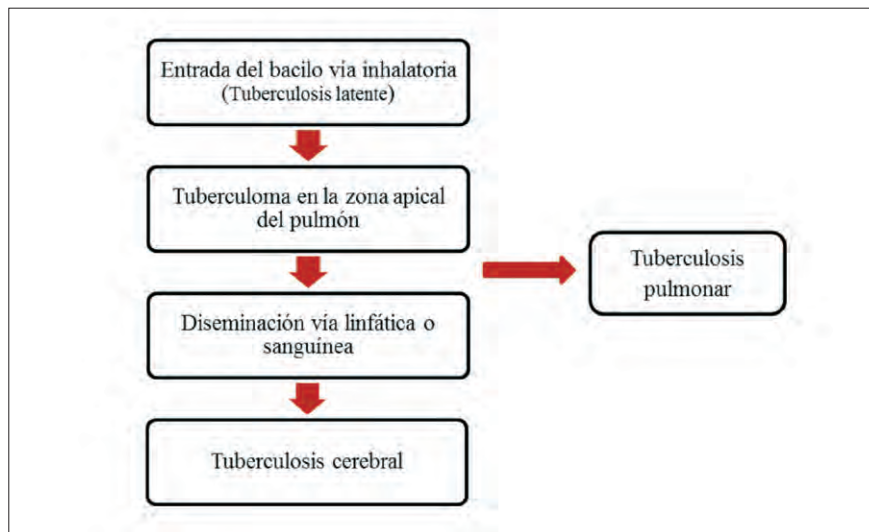 Entrada del bacilo vía inhalatoria
(Tuberculosis latente)
Tuberculoma en la zona apical
del pulmón
Diseminación vía linfática o
sanguínea
Tuberculosis cerebral
Tuberculosis
pulmonar